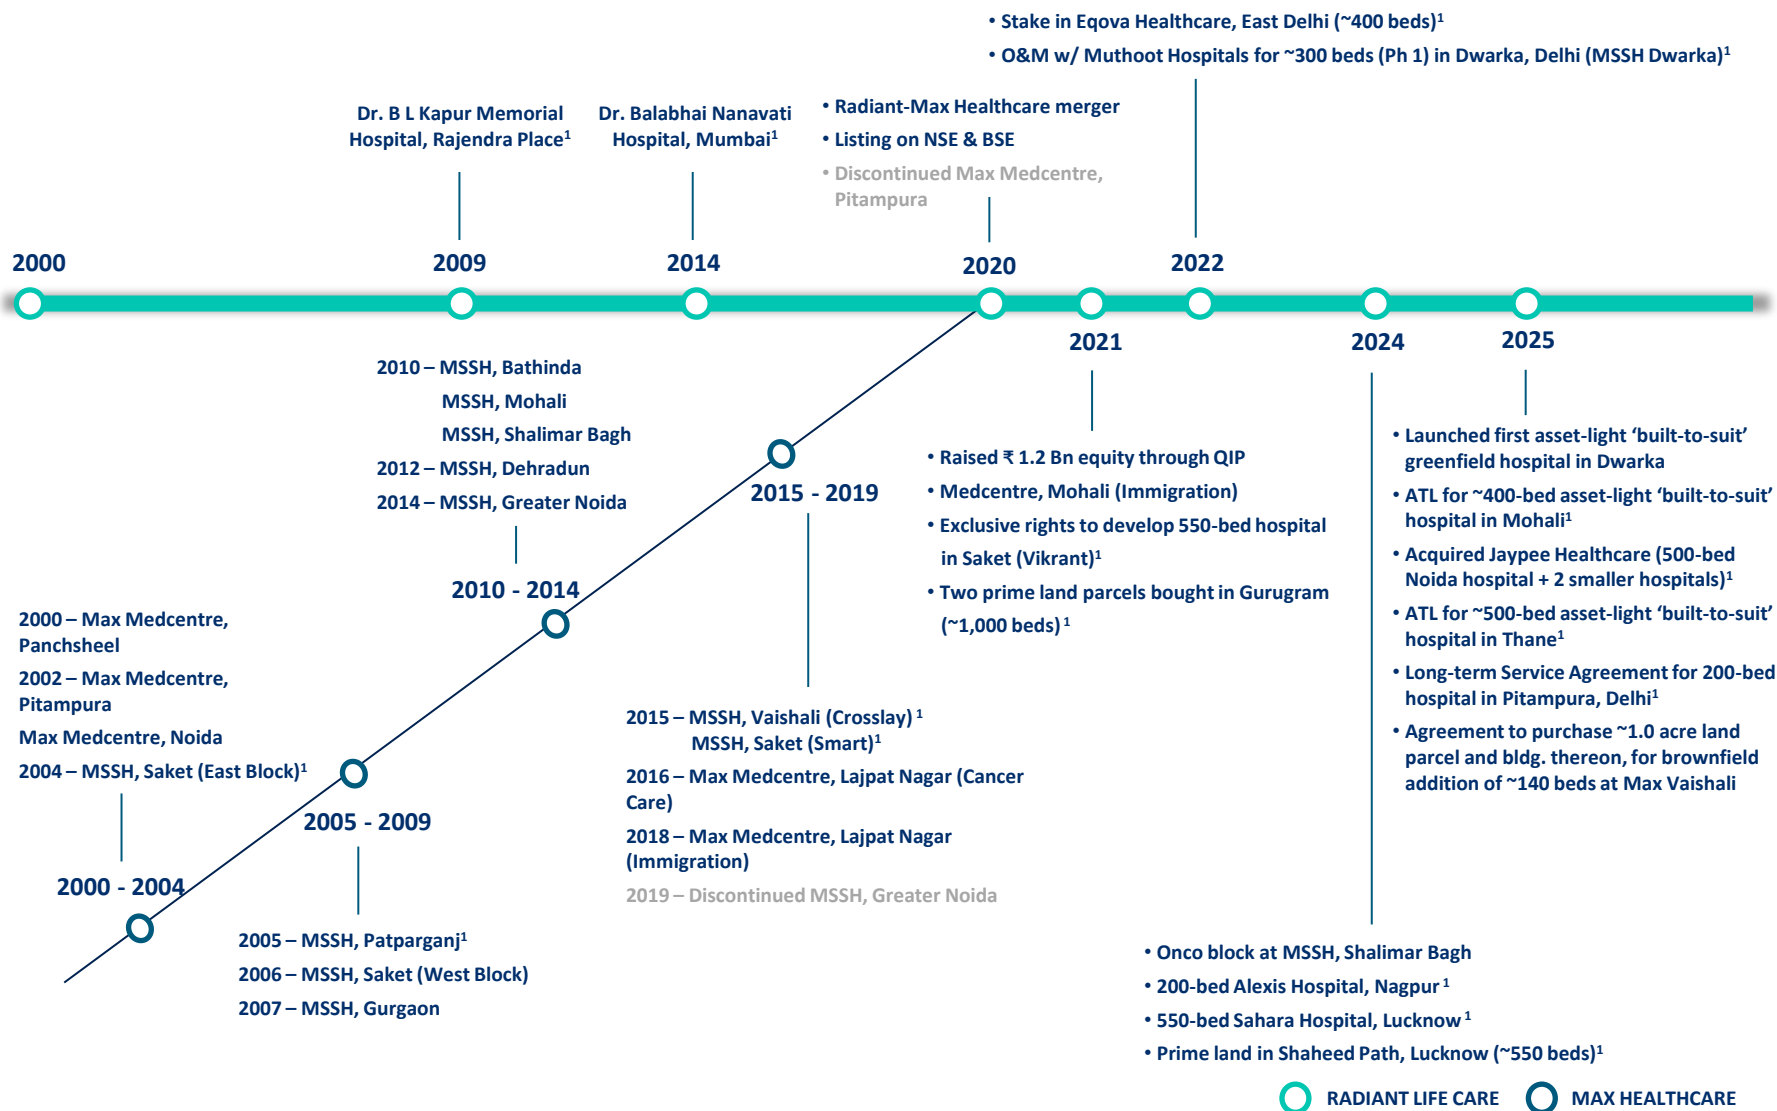 • Stake in Eqova Healthcare, East Delhi (~400 beds)¹
• O&M w/ Muthoot Hospitals for ~300 beds (Ph 1) in Dwarka, Delhi (MSSH Dwarka)¹
Dr. B L Kapur Memorial
Hospital, Rajendra Place¹
Dr. Balabhai Nanavati
Hospital, Mumbai¹
• Radiant-Max Healthcare merger
• Listing on NSE & BSE
• Discontinued Max Medcentre,
Pitampura
2000
2009
2014
2020
2022
2021
2024
2025
2010 – MSSH, Bathinda
MSSH, Mohali
MSSH, Shalimar Bagh
2012 – MSSH, Dehradun
2014 – MSSH, Greater Noida
2010 - 2014
2015 - 2019
• Raised ₹ 1.2 Bn equity through QIP
• Medcentre, Mohali (Immigration)
• Exclusive rights to develop 550-bed hospital
in Saket (Vikrant)¹
• Two prime land parcels bought in Gurugram
(~1,000 beds) ¹
• Launched first asset-light ‘built-to-suit’
greenfield hospital in Dwarka
• ATL for ~400-bed asset-light ‘built-to-suit’
hospital in Mohali¹
• Acquired Jaypee Healthcare (500-bed
Noida hospital + 2 smaller hospitals)¹
• ATL for ~500-bed asset-light ‘built-to-suit’
hospital in Thane¹
• Long-term Service Agreement for 200-bed
hospital in Pitampura, Delhi¹
• Agreement to purchase ~1.0 acre land
parcel and bldg. thereon, for brownfield
addition of ~140 beds at Max Vaishali
2000 – Max Medcentre,
Panchsheel
2002 – Max Medcentre,
Pitampura
Max Medcentre, Noida
2004 – MSSH, Saket (East Block)¹
2000 - 2004
2005 - 2009
2005 – MSSH, Patparganj¹
2006 – MSSH, Saket (West Block)
2007 – MSSH, Gurgaon
2015 – MSSH, Vaishali (Crosslay) ¹
MSSH, Saket (Smart)¹
2016 – Max Medcentre, Lajpat Nagar (Cancer
Care)
2018 – Max Medcentre, Lajpat Nagar
(Immigration)
2019 – Discontinued MSSH, Greater Noida
• Onco block at MSSH, Shalimar Bagh
• 200-bed Alexis Hospital, Nagpur ¹
• 550-bed Sahara Hospital, Lucknow ¹
• Prime land in Shaheed Path, Lucknow (~550 beds)¹
RADIANT LIFE CARE
MAX HEALTHCARE